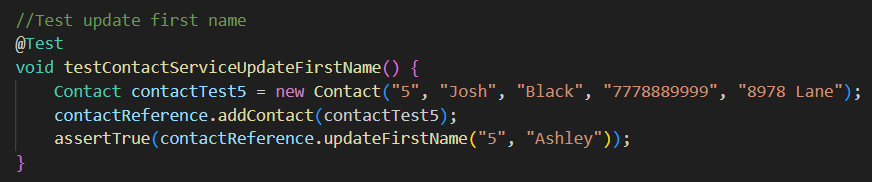 //Test update first name
@Test
void testContactServiceUpdateFirstName() {
    Contact contactTest5 = new Contact("5", "Josh", "Black", "7778889999", "8978 Lane");
    contactReference.addContact(contactTest5);
    assertTrue(contactReference.updateFirstName("5", "Ashley"));
}